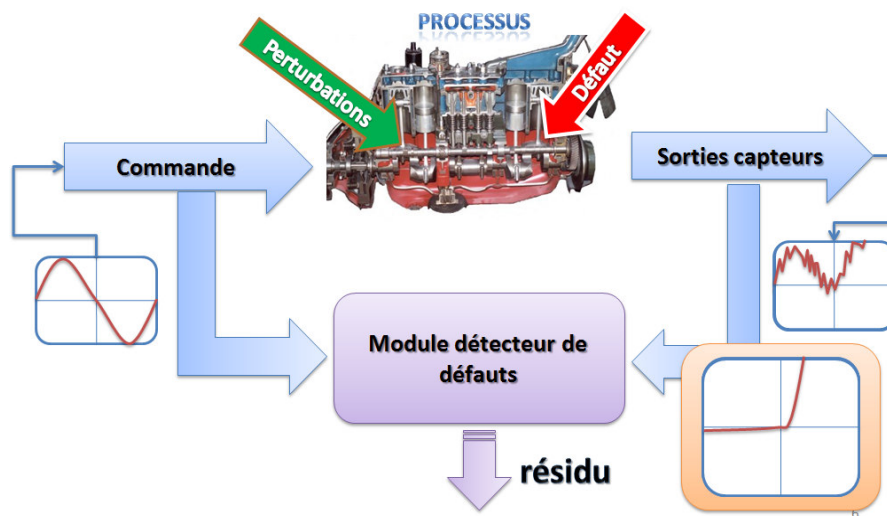 PROCESSUS
Perturbations
Défaut
Commande
Sorties capteurs
Module détecteur de
défauts
résidu